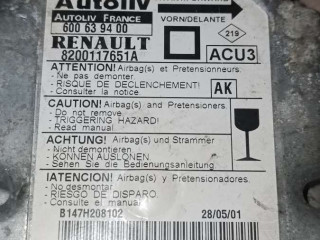 Autoliv
AUTOLIV FRANCE
600 63 94 00
RENAULT
8200117651A
VORN/DELANTE
219
ACU3
ATTENTION! Airbag(s) et Pretensionneurs.
- Ne pas demonter
- RISQUE DE DECLENCHEMENT!
- Consulter la notice
AK
CAUTION! Airbag(s) and Pretensioners.
- Do not remove
- TRIGGERING HAZARD!
- Read manual
ACHTUNG! Airbag(s) und Strammer
- Nicht demontieren
- KONNEN AUSLOSEN
- Sehen Sie die Bedienungsanleitung
ATENCION! Airbag(s) y Pretensionadores.
- No desmontar
- RIESGO DE DISPARO.
B147H208102
28/05/01